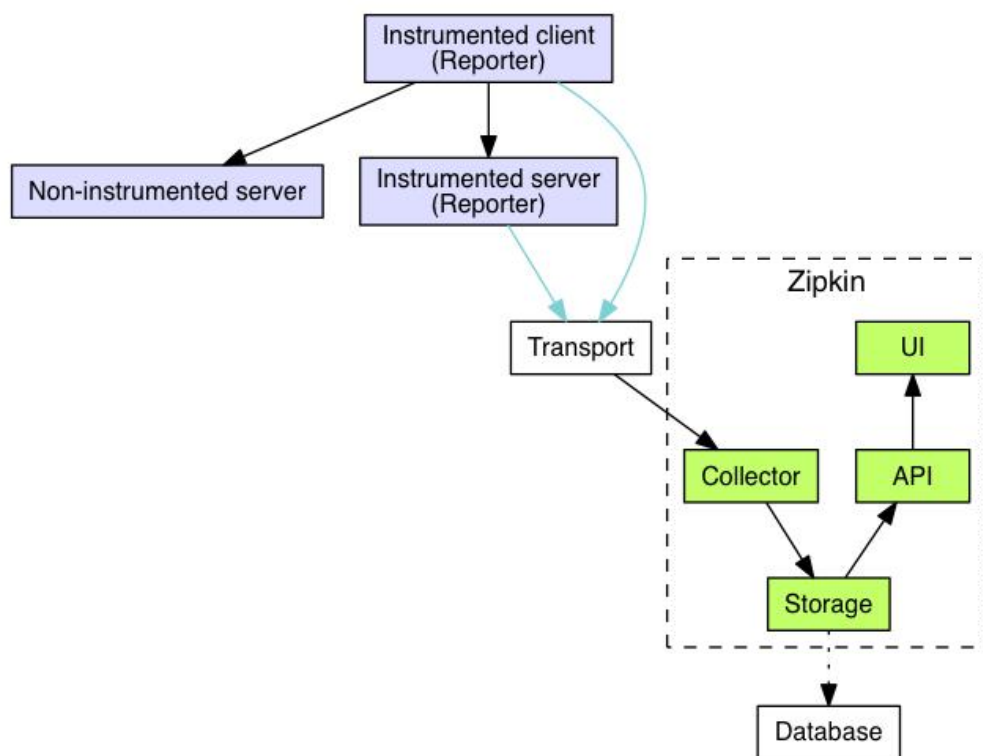 Instrumented client
(Reporter)
Non-instrumented server
Instrumented server
(Reporter)
Zipkin
Transport
UI
Collector
API
Storage
Database